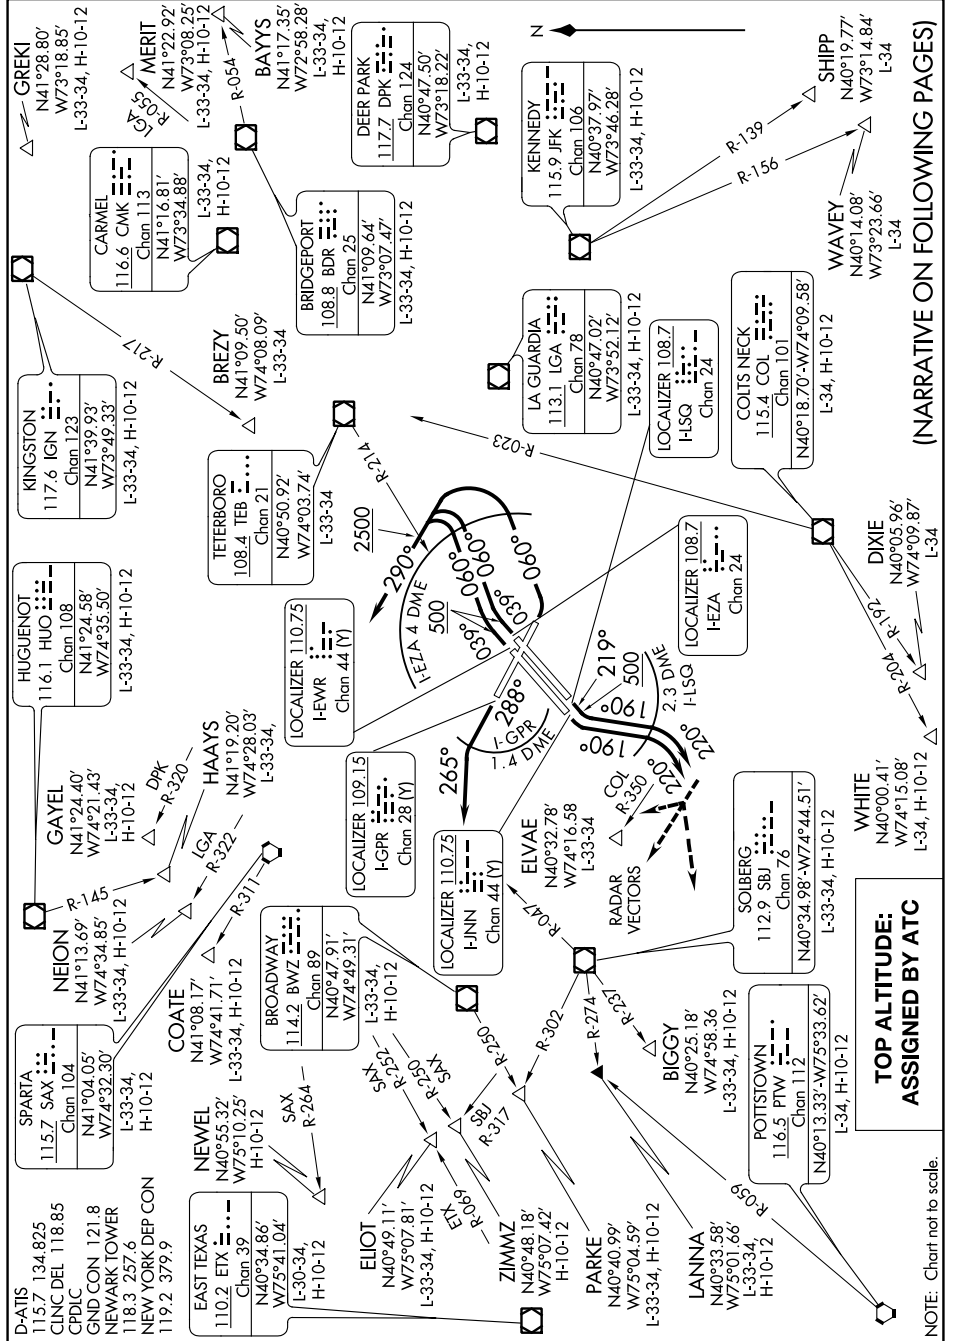 D-ATIS
115.7 134.825
CLNC DEL 118.85
CPDLC
GND CON 121.8
NEWARK TOWER
118.3 257.6
NEW YORK DEP CON
119.2 379.9
SPARTA
115.7 SAX
Chan 104
N41°04.05'
W74°32.30'
L-33-34,
H-10-12
HUGUENOT
116.1 HUO
Chan 108
N41°24.58'
W74°35.50'
L-33-34, H-10-12
KINGSTON
117.6 IGN
Chan 123
N41°39.93'
W73°49.33'
L-33-34, H-10-12
CARMEL
116.6 CMK
Chan 113
N41°16.81'
W73°34.88'
L-33-34,
H-10-12
GREKI
N41°28.80'
W73°18.85'
L-33-34, H-10-12
MERIT
N41°22.92'
W73°08.25'
L-33-34, H-10-12
LGA
R-055
BAYYS
N41°17.35'
W72°58.28'
L-33-34,
H-10-12
R-054
BRIDGEPORT
108.8 BDR
Chan 25
N41°09.64'
W73°07.47'
L-33-34, H-10-12
DEER PARK
117.7 DPK
Chan 124
N40°47.50'
W73°18.22'
L-33-34,
H-10-12
NEION
N41°13.69'
W74°34.85'
L-33-34, H-10-12
R-145
GAYEL
N41°24.40'
W74°21.43'
L-33-34,
H-10-12
DPK
R-320
HAAYS
N41°19.20'
W74°28.03'
L-33-34,
LGA
R-322
R-311
COATE
N41°08.17'
W74°41.71'
L-33-34, H-10-12
R-217
BREZY
N41°09.50'
W74°08.09'
L-33-34
TETERBORO
108.4 TEB
Chan 21
N40°50.92'
W74°03.74'
L-33-34
R-214
2500
EAST TEXAS
110.2 ETX
Chan 39
N40°34.86'
W75°41.04'
L-30-34,
H-10-12
NEWEL
N40°55.32'
W75°10.25'
H-10-12
SAX
R-264
BROADWAY
114.2 BWZ
Chan 89
N40°47.91'
W74°49.31'
L-33-34,
H-10-12
LOCALIZER 109.15
I-GPR
Chan 28 (Y)
LOCALIZER 110.75
I-EWR
Chan 44 (Y)
LOCALIZER 110.75
I-JNN
Chan 44 (Y)
ELIOT
N40°49.11'
W75°07.81'
L-33-34, H-10-12
SAX
R-252
SAX
R-250
R-250
ETX
R-069
SBJ
R-317
ZIMMZ
N40°48.18'
W75°07.42'
H-10-12
PARKE
N40°40.99'
W75°04.59'
L-33-34, H-10-12
LANNA
N40°33.58'
W75°01.66'
L-33-34,
H-10-12
R-302
R-274
R-237
R-047
BIGGY
N40°25.18'
W74°58.36
L-33-34, H-10-12
ELVAE
N40°32.78'
W74°16.58
L-33-34
COL
R-350
RADAR
VECTORS
265°
288°
I-GPR
1.4 DME
290°
I-EZA 4 DME
500
039°
039°
060°
060°
060°
219°
500
190°
190°
2.3 DME
I-LSQ
220°
220°
R-023
LA GUARDIA
113.1 LGA
Chan 78
N40°47.02'
W73°52.12'
L-33-34, H-10-12
KENNEDY
115.9 JFK
Chan 106
N40°37.97'
W73°46.28'
L-33-34, H-10-12
N
LOCALIZER 108.7
I-LSQ
Chan 24
LOCALIZER 108.7
I-EZA
Chan 24
R-139
R-156
SHIPP
N40°19.77'
W73°14.84'
L-34
WAVEY
N40°14.08'
W73°23.66'
L-34
COLTS NECK
115.4 COL
Chan 101
N40°18.70'-W74°09.58'
L-34, H-10-12
DIXIE
N40°05.96'
W74°09.87'
L-34
R-192
R-204
WHITE
N40°00.41'
W74°15.08'
L-34, H-10-12
SOLBERG
112.9 SBJ
Chan 76
N40°34.98'-W74°44.51'
L-33-34, H-10-12
POTTSTOWN
116.5 PTW
Chan 112
N40°13.33'-W75°33.62'
L-34, H-10-12
R-059
TOP ALTITUDE:
ASSIGNED BY ATC
NOTE: Chart not to scale.
(NARRATIVE ON FOLLOWING PAGES)